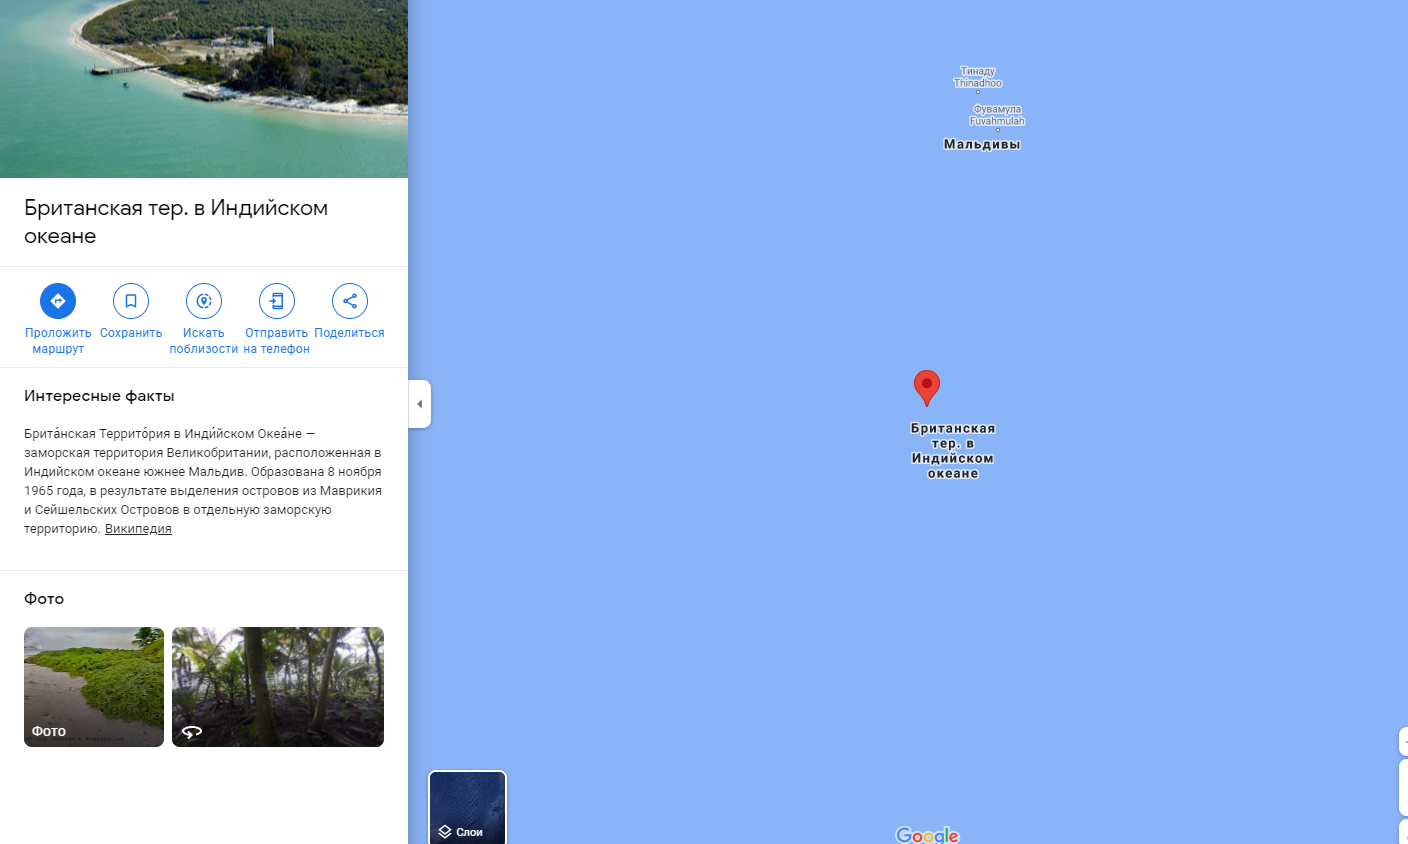 Британская тер. в Индийском
океане
Проложить
маршрут
Сохранить
Искать
поблизости
Отправить
на телефон
Поделиться
Интересные факты
Брита́нская Террито́рия в Инди́йском Океа́не —
заморская территория Великобритании, расположенная в
Индийском океане южнее Мальдив. Образована 8 ноября
1965 года, в результате выделения островов из Маврикия
и Сейшельских Островов в отдельную заморскую
территорию. Википедия
Фото
Фото
Тинаду
Thinadhoo
Фувамула
Fuvahmulah
Мальдивы
Британская
тер. в
Индийском
океане
Слои
Google